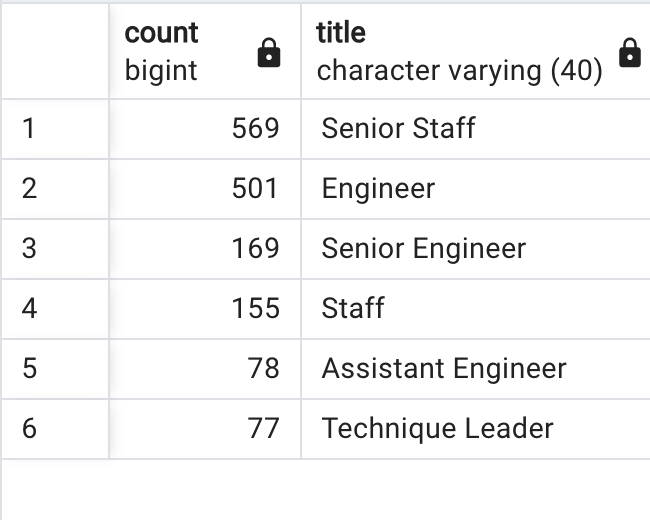 count title
bigint character varying (40)
1 569 Senior Staff
2 501 Engineer
3 169 Senior Engineer
4 155 Staff
5 78 Assistant Engineer
6 77 Technique Leader